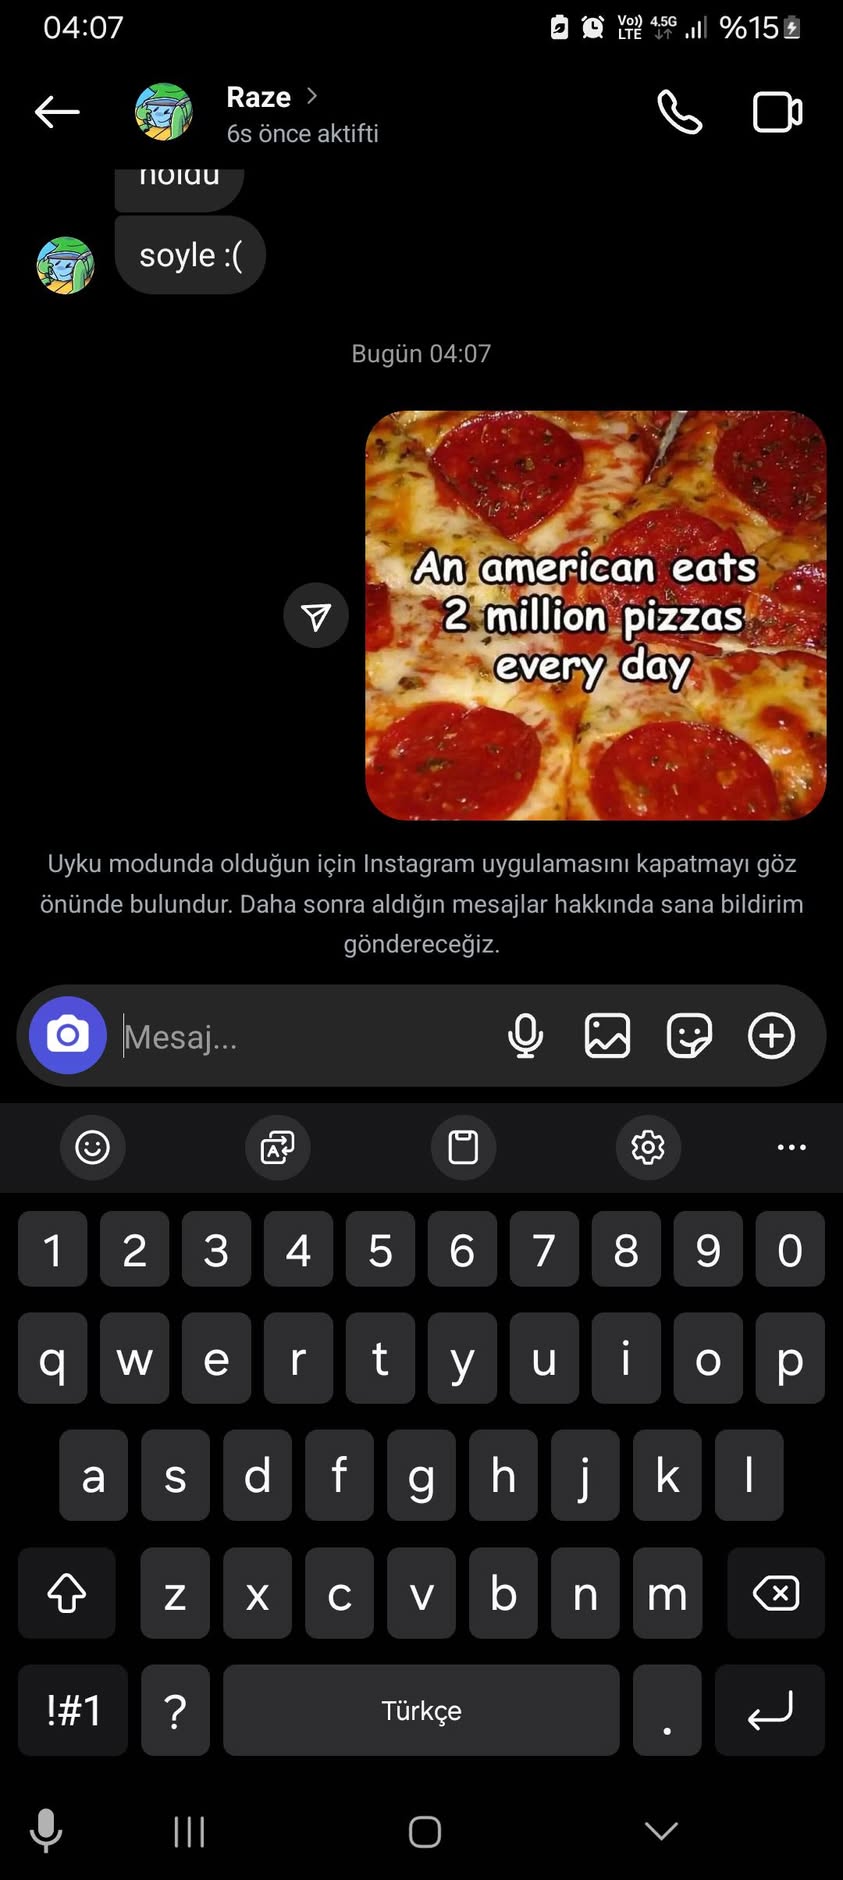 04:07
Vo)) LTE 4.5G %15
Raze
6s önce aktifti
noldu
soyle :(
Bugün 04:07
An american eats
2 million pizzas
every day
Uyku modunda olduğun için Instagram uygulamasını kapatmayı göz
önünde bulundur. Daha sonra aldığın mesajlar hakkında sana bildirim
göndereceğiz.
Mesaj...
1 2 3 4 5 6 7 8 9 0
q w e r t y u i o p
a s d f g h j k l
z x c v b n m
!#1 ? Türkçe .